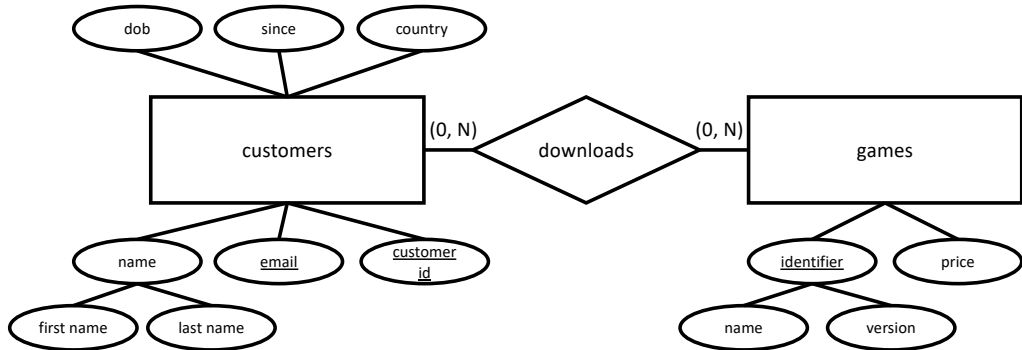 dob
since
country
customers
(0, N)
downloads
(0, N)
games
name
email
customer
id
identifier
price
first name
last name
name
version